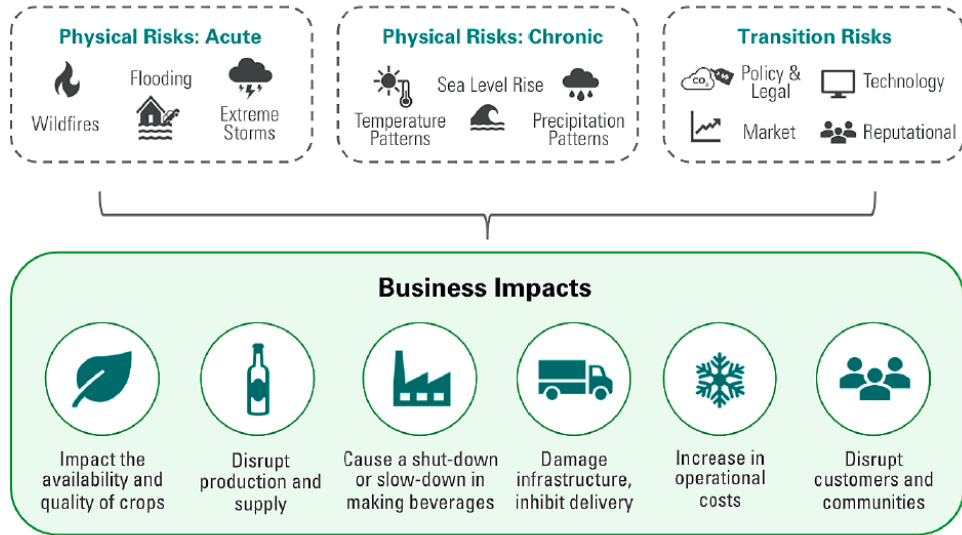 Physical Risks: Acute
Wildfires
Flooding
Extreme
Storms
Physical Risks: Chronic
Temperature
Patterns
Sea Level Rise
Precipitation
Patterns
Transition Risks
CO₂
Policy &
Legal
Technology
Market
Reputational
Business Impacts
Impact the
availability and
quality of crops
Disrupt
production and
supply
Cause a shut-down
or slow-down in
making beverages
Damage
infrastructure,
inhibit delivery
Increase in
operational
costs
Disrupt
customers and
communities